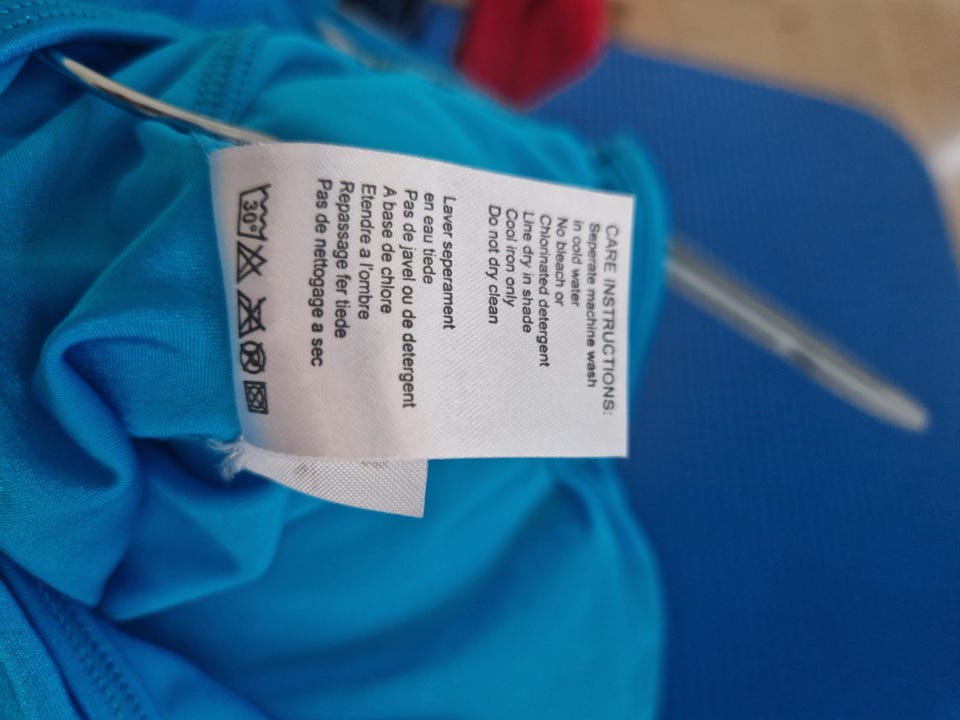 CARE INSTRUCTIONS:
Seperate machine wash
in cold water
No bleach or
Chlorinated detergent
Line dry in shade
Cool iron only
Do not dry clean
Laver seperament
en eau tiede
Pas de javel ou de detergent
A base de chlore
Etendre a l'ombre
Repassage fer tiede
Pas de nettogage a sec
30°